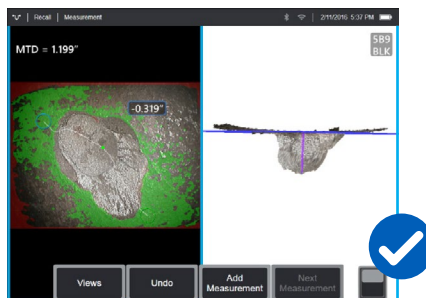 Recall | Measurement 2/11/2016 5:37 PM
MTD = 1.199"
589
BLK
-0.319"
Views Undo Add Measurement Next Measurement